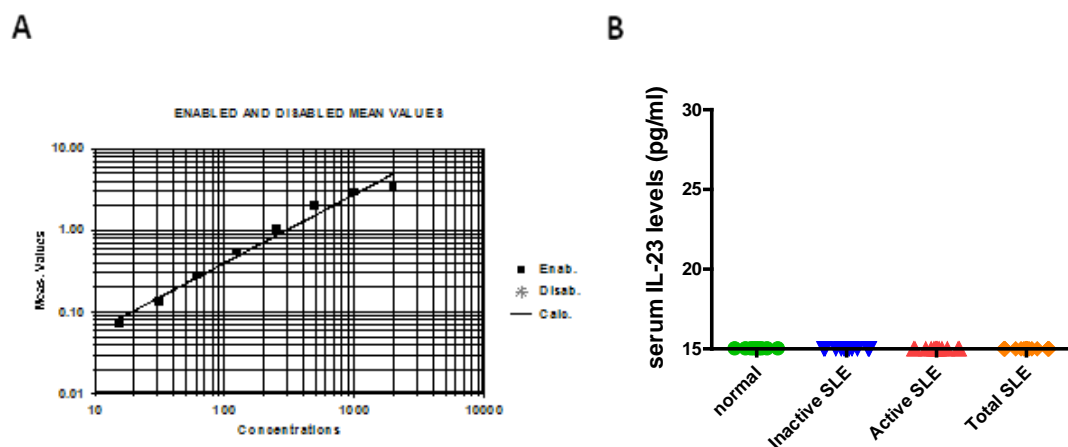 A
B
ENABLED AND DISABLED MEAN VALUES
Meas. Values
10.00
1.00
0.10
0.01
10
100
1000
10000
Concentrations
Enab.
Disab.
Calc.
serum IL-23 levels (pg/ml)
30
25
20
15
normal
Inactive SLE
Active SLE
Total SLE